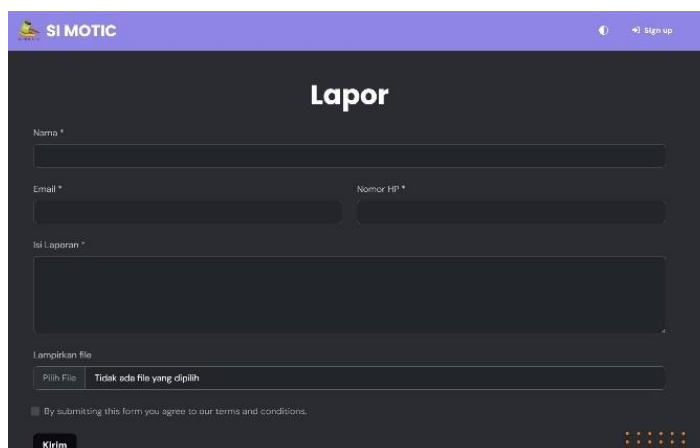 SI MOTIC
Sign up
Lapor
Nama *
Email *
Nomor HP *
Isi Laporan *
Lampirkan file
Pilih File
Tidak ada file yang dipilih
By submitting this form you agree to our terms and conditions.
Kirim